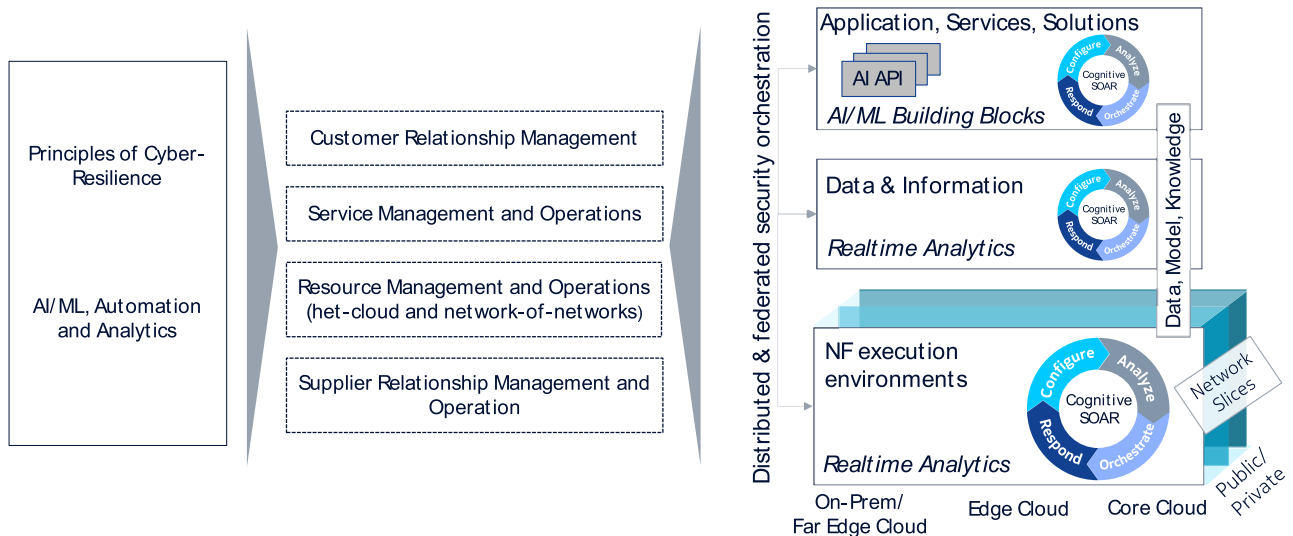 Principles of Cyber-
Resilience
AI/ML, Automation
and Analytics
Customer Relationship Management
Service Management and Operations
Resource Management and Operations
(het-cloud and network-of-networks)
Supplier Relationship Management and
Operation
Distributed & federated security orchestration
Application, Services, Solutions
AI API
AI/ML Building Blocks
Configure
Analyze
Orchestrate
Respond
Cognitive
SOAR
Data & Information
Realtime Analytics
Configure
Analyze
Orchestrate
Respond
Cognitive
SOAR
Data, Model, Knowledge
NF execution
environments
Realtime Analytics
Configure
Analyze
Orchestrate
Respond
Cognitive
SOAR
Network
Slices
Public/
Private
On-Prem/
Far Edge Cloud
Edge Cloud
Core Cloud